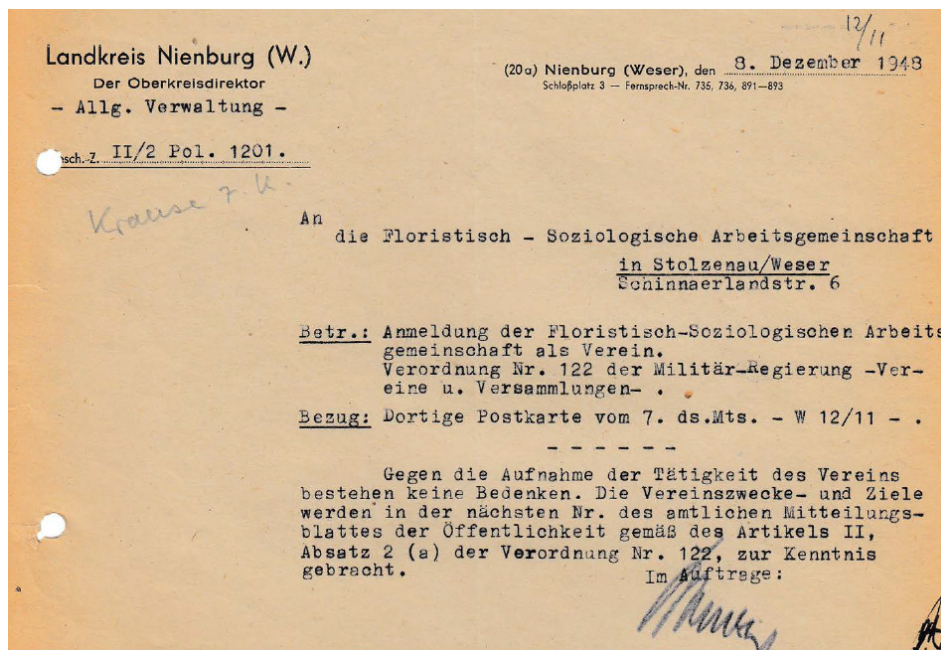 12/11
Landkreis Nienburg (W.)
Der Oberkreisdirektor
- Allg. Verwaltung -
(20a) Nienburg (Weser), den 8. Dezember 1948
Schloßplatz 3 — Fernsprech-Nr. 735, 736, 891—893
II/2 Pol. 1201.
Krause z. K.
An
die Floristisch - Soziologische Arbeitsgemeinschaft
in Stolzenau/Weser
Schinnaerlandstr. 6
Betr.: Anmeldung der Floristisch-Soziologischen Arbeits
gemeinschaft als Verein.
Verordnung Nr. 122 der Militär-Regierung -Ver-
eine u. Versammlungen- .
Bezug: Dortige Postkarte vom 7. ds.Mts. - W 12/11 - .
- - - - - -
Gegen die Aufnahme der Tätigkeit des Vereins
bestehen keine Bedenken. Die Vereinszwecke- und Ziele
werden in der nächsten Nr. des amtlichen Mitteilungs-
blattes der Öffentlichkeit gemäß des Artikels II,
Absatz 2 (a) der Verordnung Nr. 122, zur Kenntnis
gebracht.
Im Auftrage: